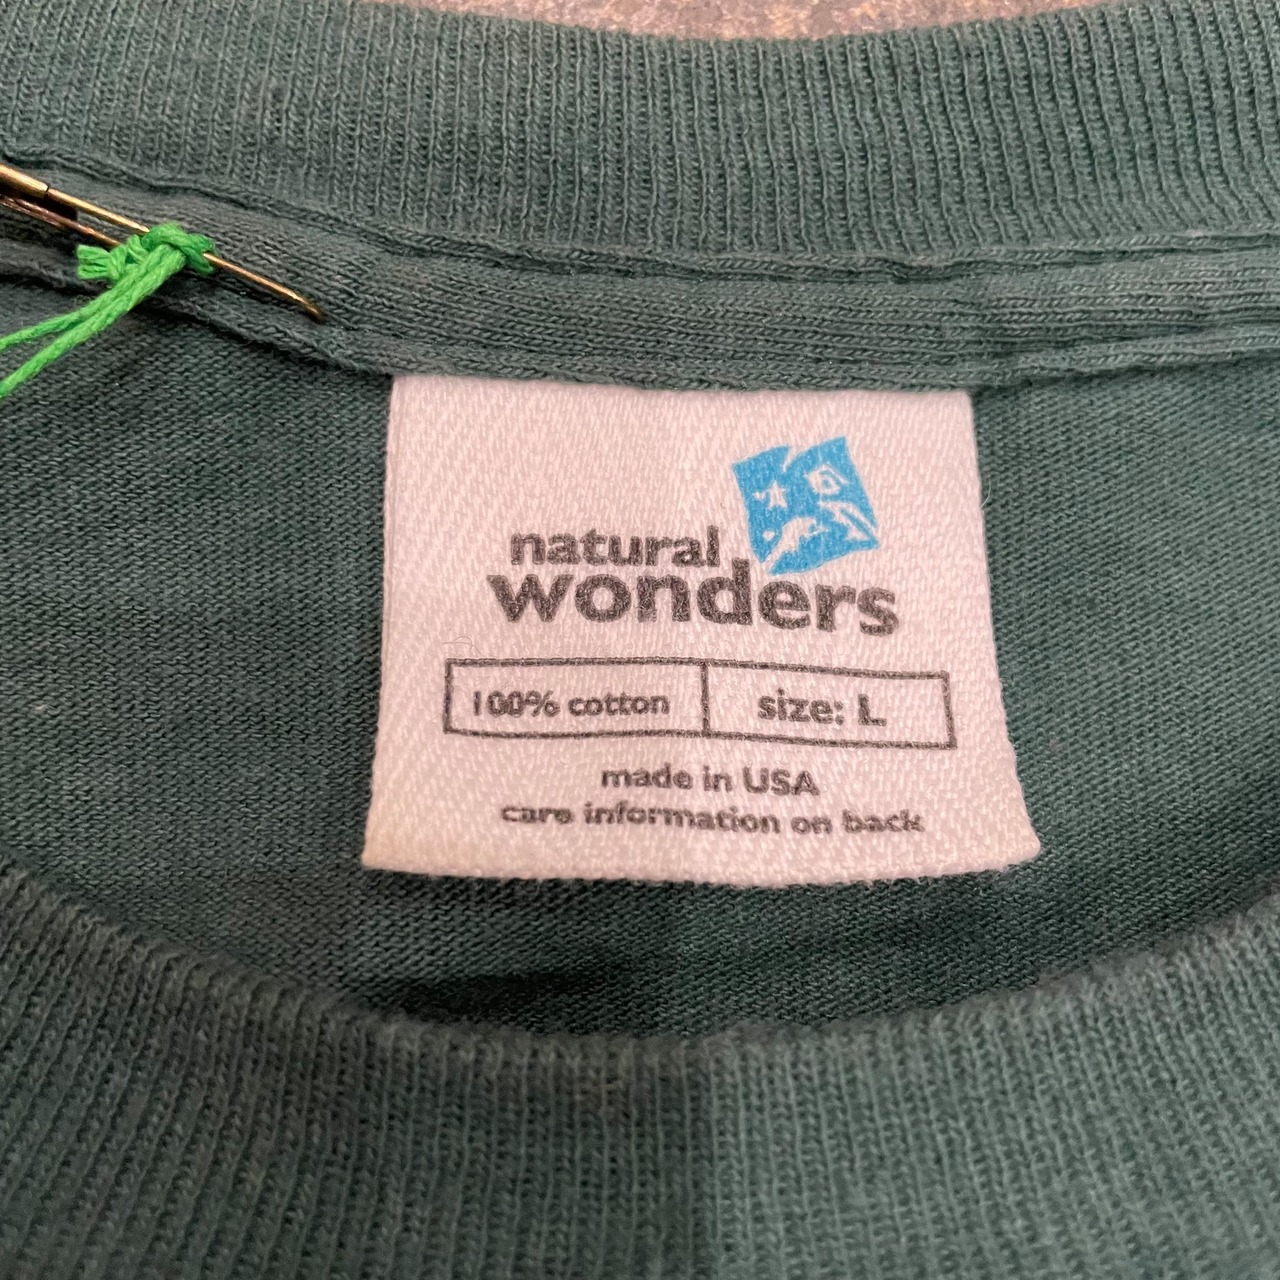 natural
wonders
100% cotton
size: L
made in USA
care information on back